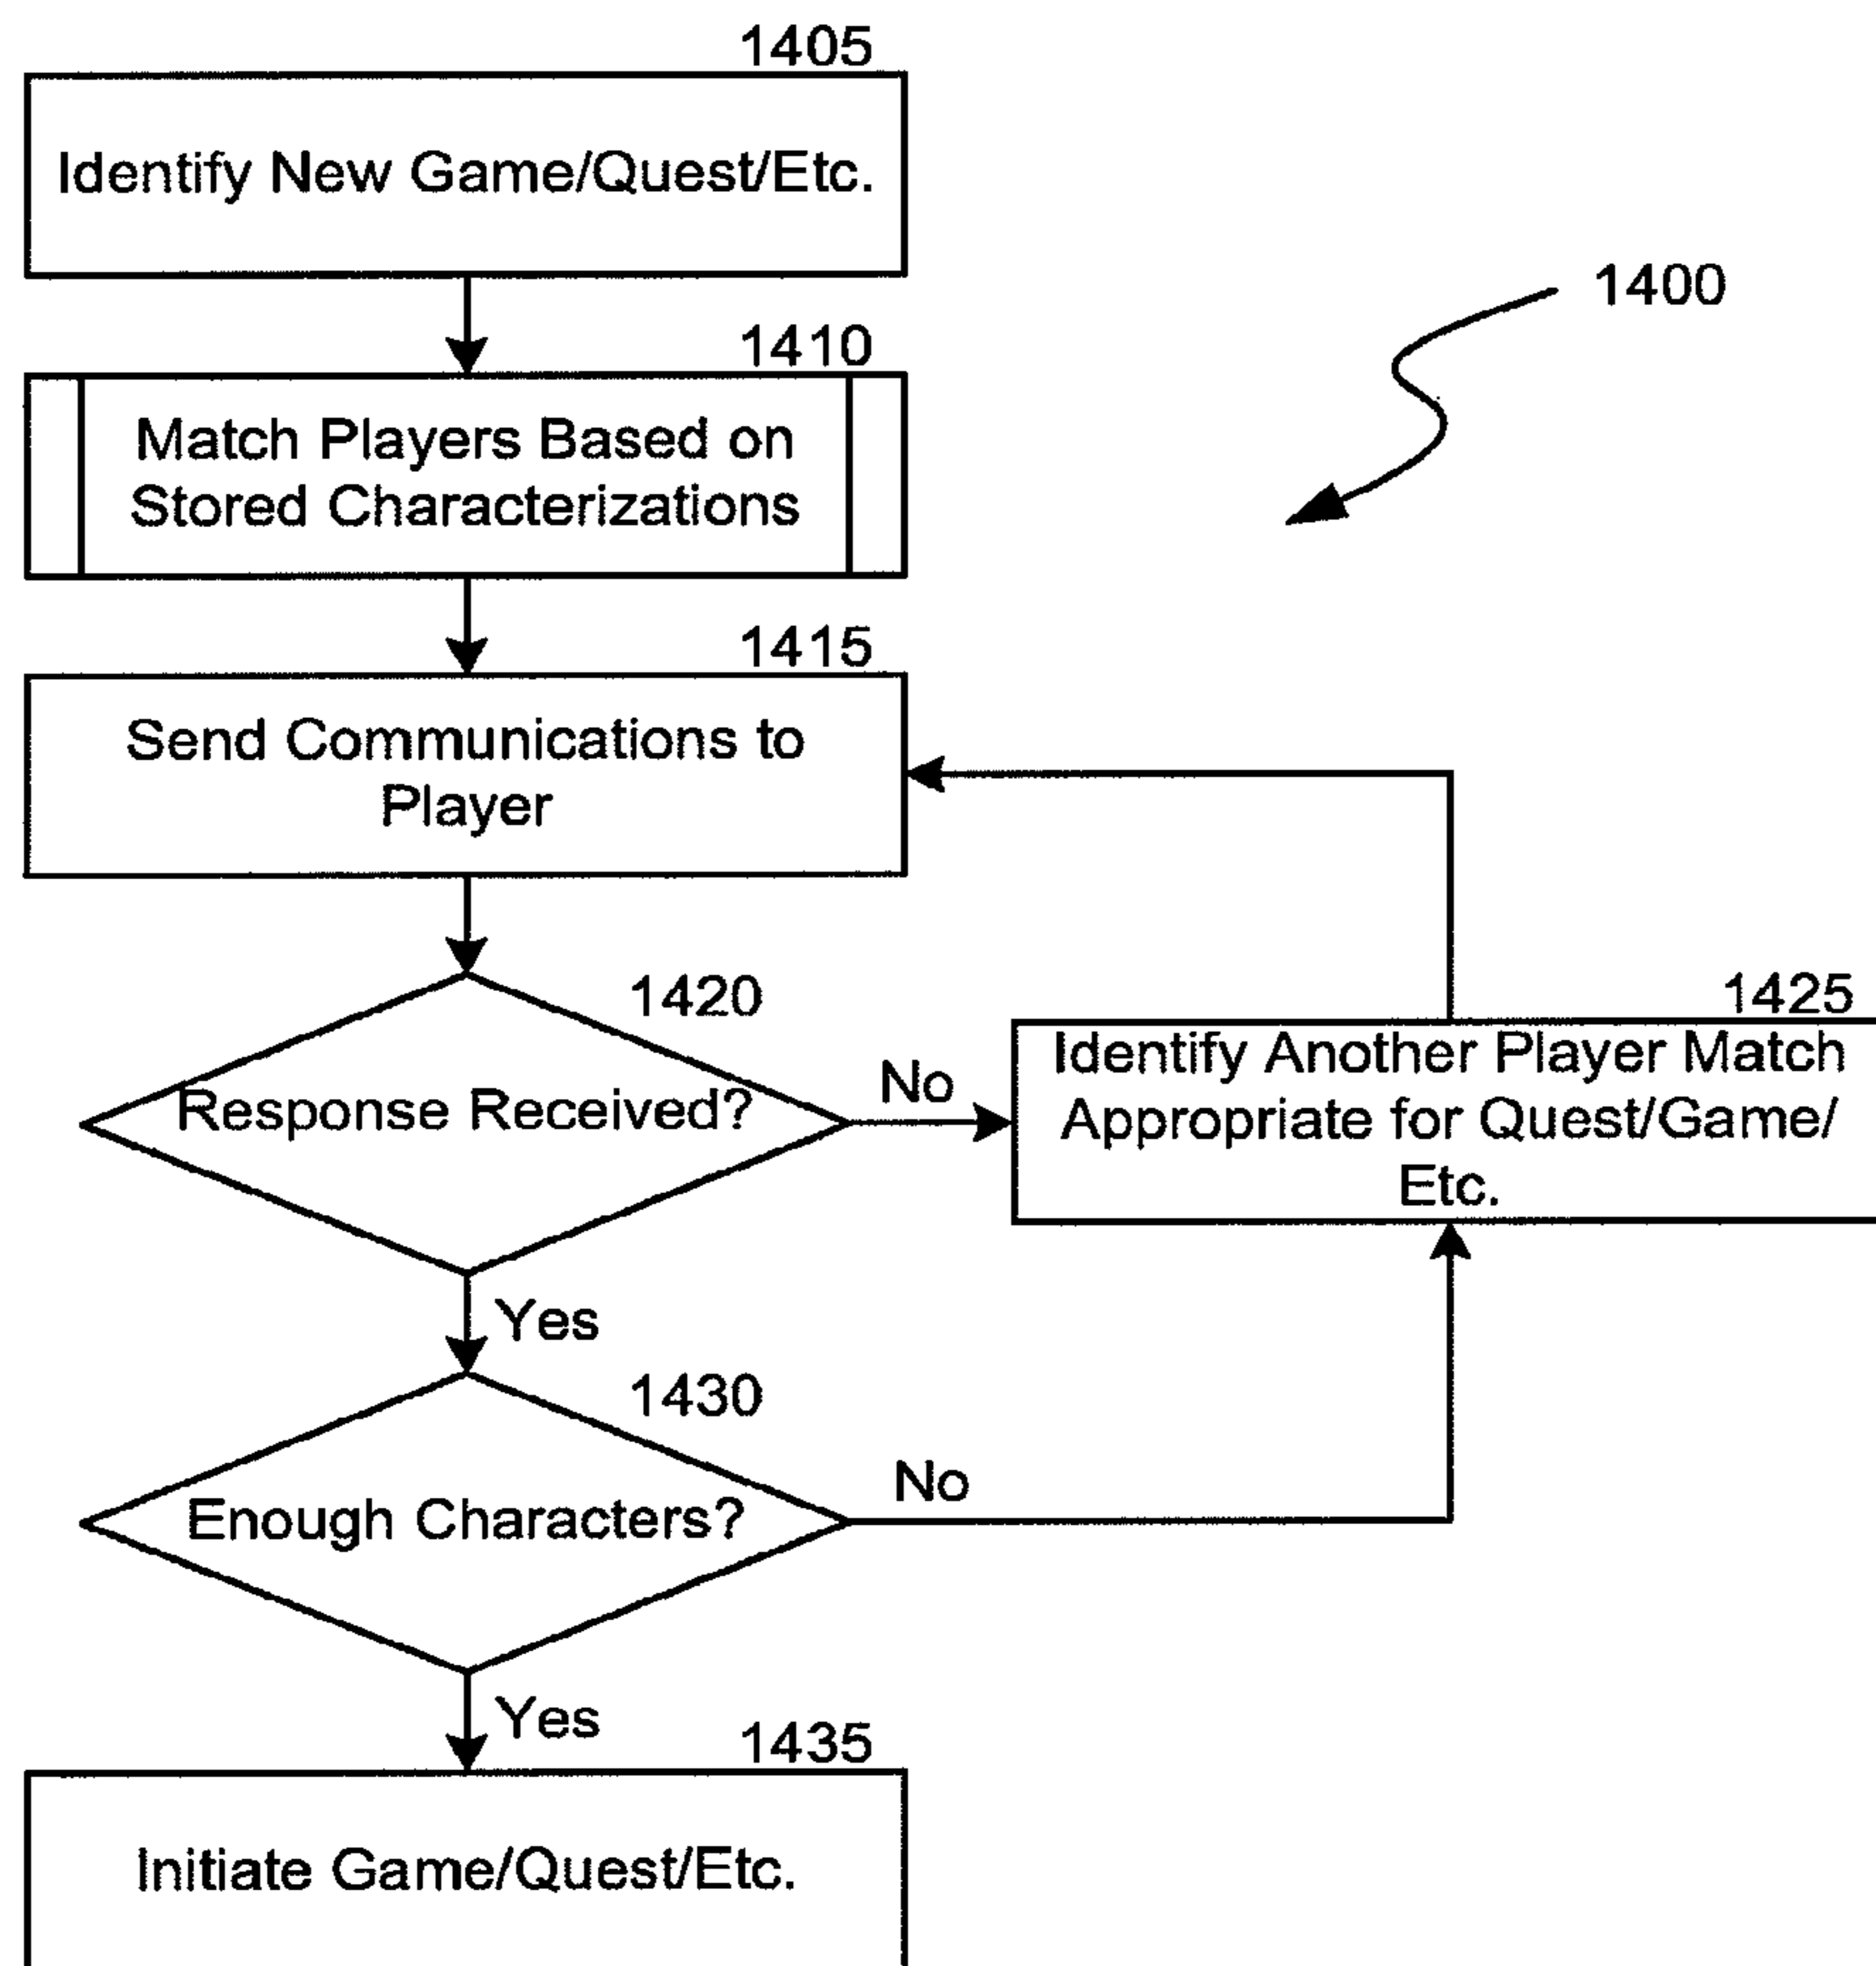 1405
Identify New Game/Quest/Etc.
1400
1410
Match Players Based on
Stored Characterizations
1415
Send Communications to
Player
1420
Response Received?
No
1425
Identify Another Player Match
Appropriate for Quest/Game/
Etc.
Yes
1430
Enough Characters?
No
Yes
1435
Initiate Game/Quest/Etc.